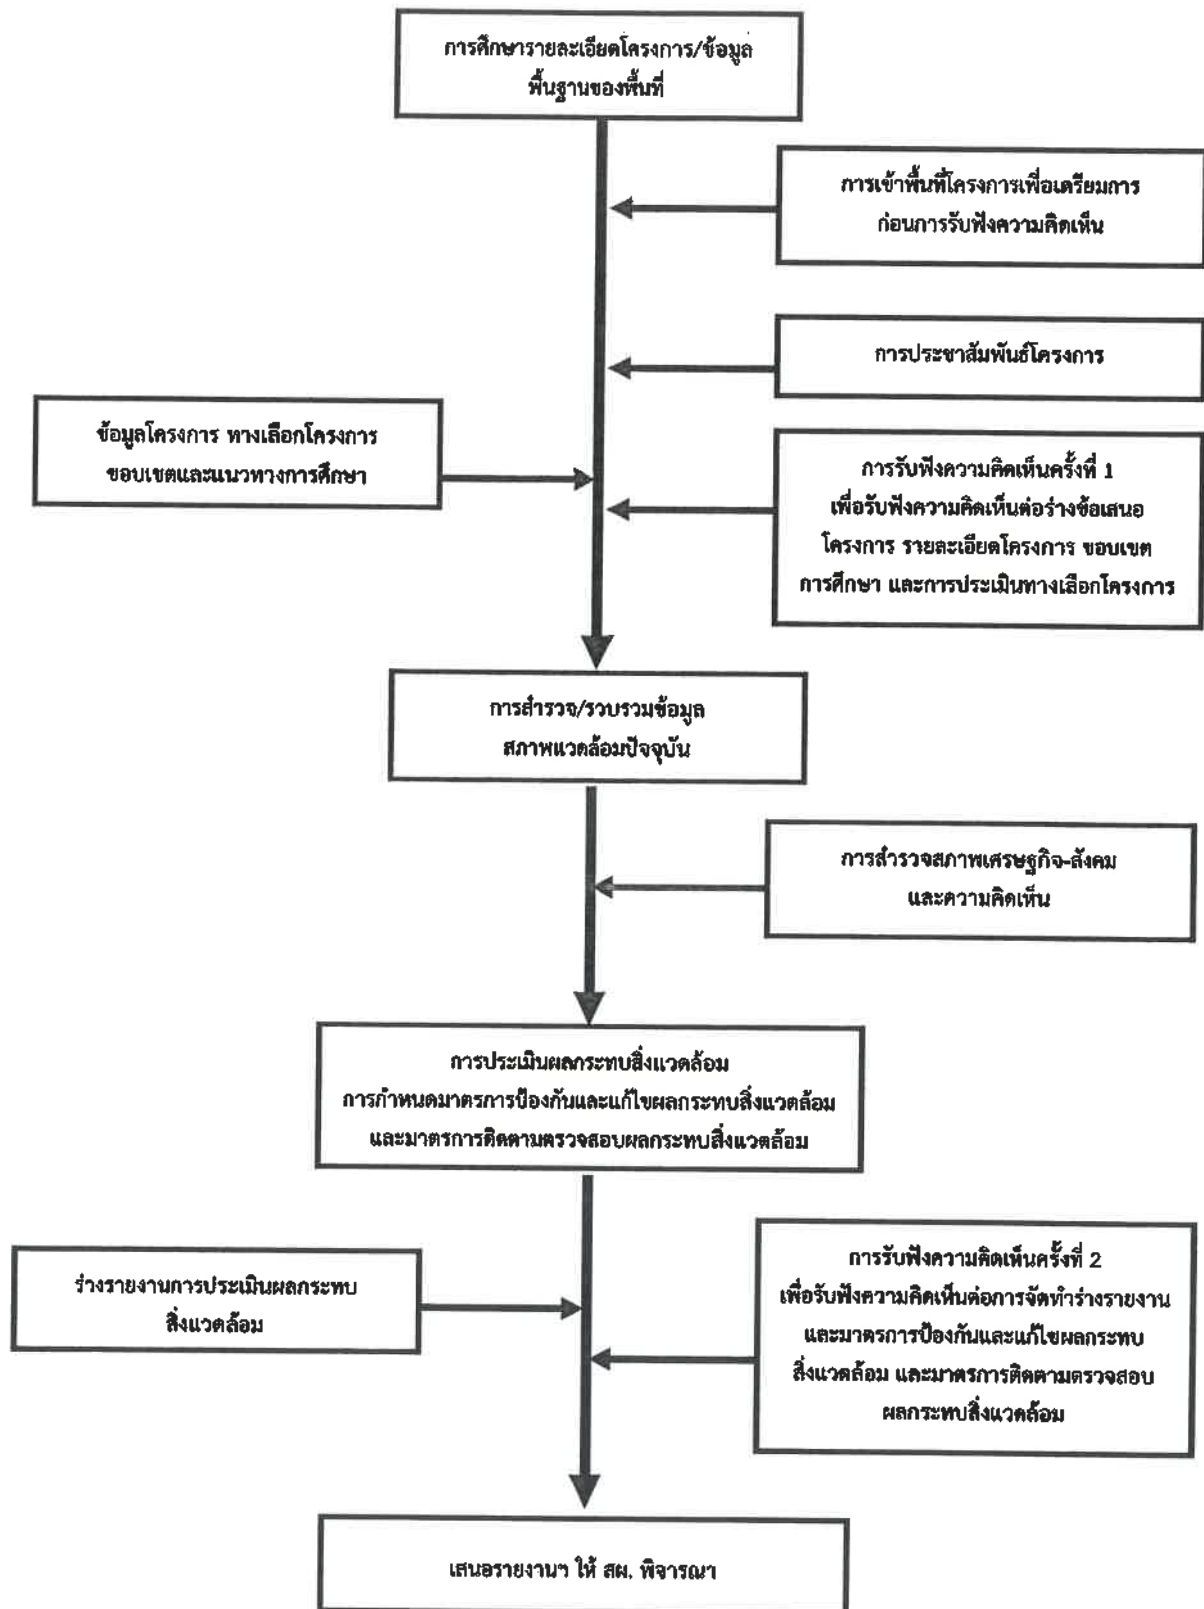 การศึกษารายละเอียดโครงการ/ข้อมูล
พื้นฐานของพื้นที่
การเข้าพื้นที่โครงการเพื่อเตรียมการ
ก่อนการรับฟังความคิดเห็น
การประชาสัมพันธ์โครงการ
ข้อมูลโครงการ ทางเลือกโครงการ
ขอบเขตและแนวทางการศึกษา
การรับฟังความคิดเห็นครั้งที่ 1
เพื่อรับฟังความคิดเห็นต่อร่างข้อเสนอ
โครงการ รายละเอียดโครงการ ขอบเขต
การศึกษา และการประเมินทางเลือกโครงการ
การสำรวจ/รวบรวมข้อมูล
สภาพแวดล้อมปัจจุบัน
การสำรวจสภาพเศรษฐกิจ-สังคม
และความคิดเห็น
การประเมินผลกระทบสิ่งแวดล้อม
การกำหนดมาตรการป้องกันและแก้ไขผลกระทบสิ่งแวดล้อม
และมาตรการติดตามตรวจสอบผลกระทบสิ่งแวดล้อม
ร่างรายงานการประเมินผลกระทบ
สิ่งแวดล้อม
การรับฟังความคิดเห็นครั้งที่ 2
เพื่อรับฟังความคิดเห็นต่อการจัดทำร่างรายงาน
และมาตรการป้องกันและแก้ไขผลกระทบ
สิ่งแวดล้อม และมาตรการติดตามตรวจสอบ
ผลกระทบสิ่งแวดล้อม
เสนอรายงานฯ ให้ สผ. พิจารณา